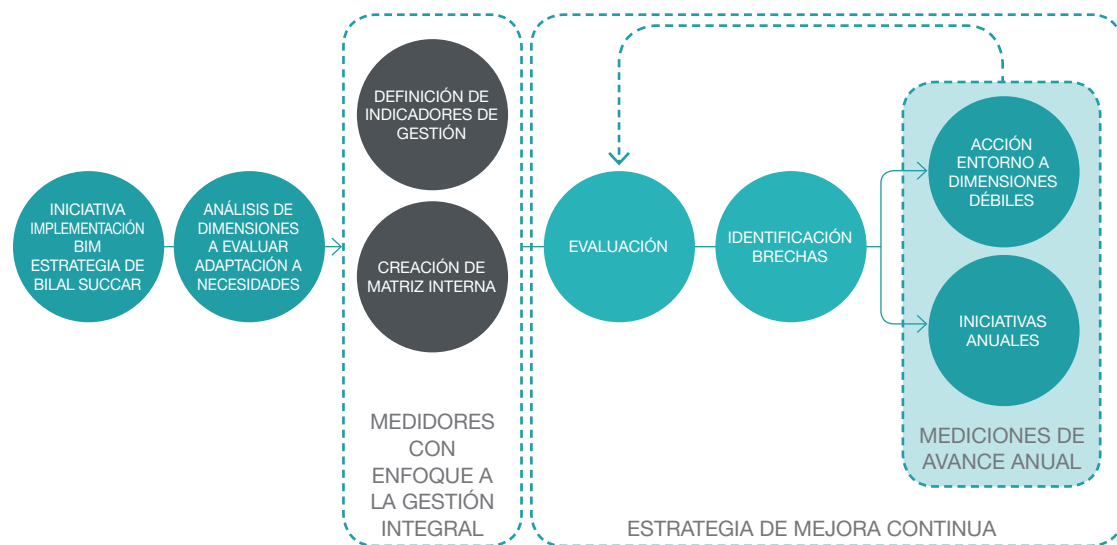 INICIATIVA
IMPLEMENTACIÓN
BIM
ESTRATEGIA DE
BILAL SUCCAR
ANÁLISIS DE
DIMENSIONES
A EVALUAR
ADAPTACIÓN A
NECESIDADES
DEFINICIÓN DE
INDICADORES DE
GESTIÓN
CREACIÓN DE
MATRIZ INTERNA
MEDIDORES
CON
ENFOQUE A
LA GESTIÓN
INTEGRAL
EVALUACIÓN
IDENTIFICACIÓN
BRECHAS
ACCIÓN
ENTORNO A
DIMENSIONES
DÉBILES
INICIATIVAS
ANUALES
MEDICIONES DE
AVANCE ANUAL
ESTRATEGIA DE MEJORA CONTINUA